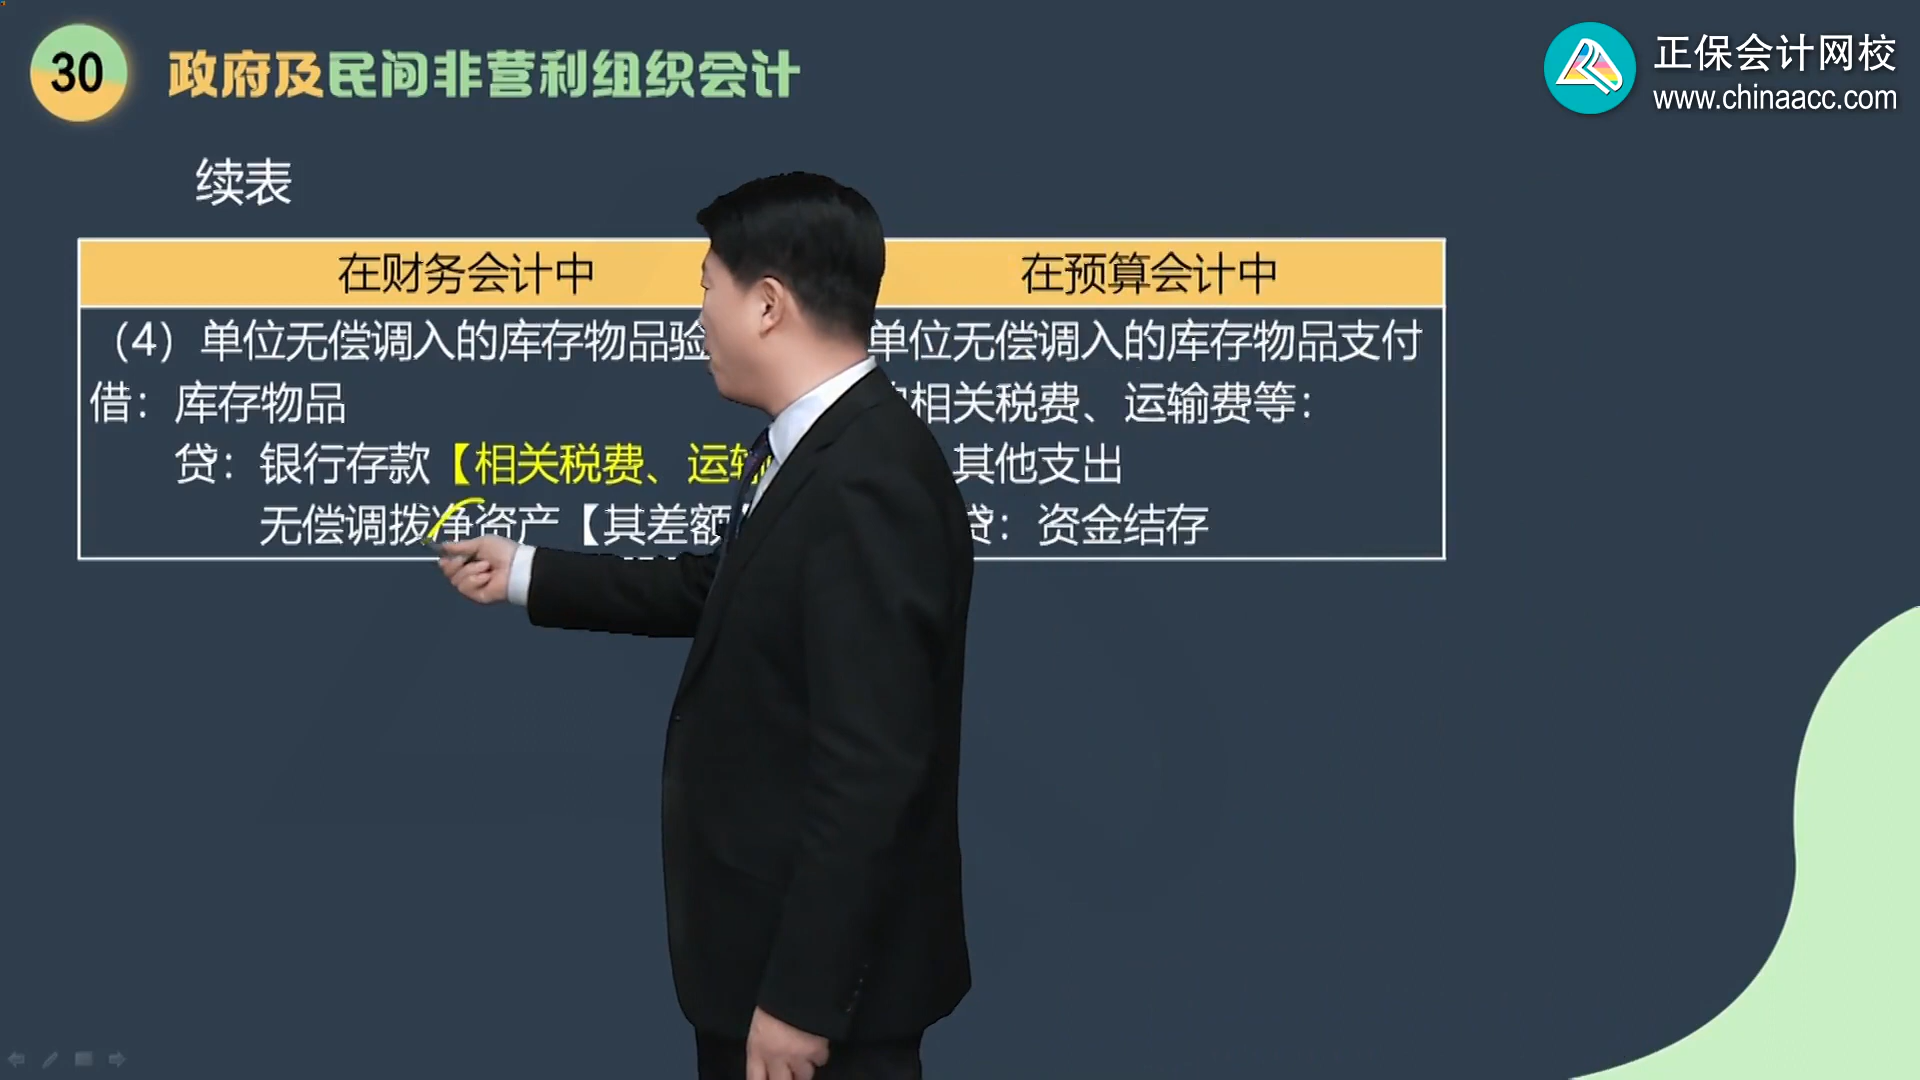 30 政府及民间非营利组织会计
正保会计网校
www.chinaacc.com
续表
在财务会计中
在预算会计中
（4）单位无偿调入的库存物品验
借：库存物品
贷：银行存款【相关税费、运输
无偿调拨净资产【其差额
单位无偿调入的库存物品支付
相关税费、运输费等：
其他支出
贷：资金结存